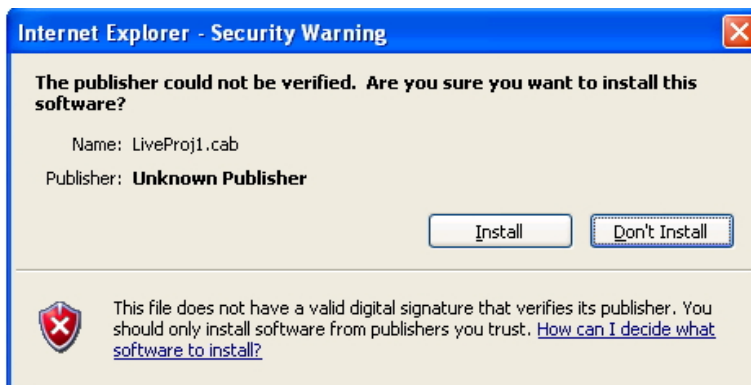 Internet Explorer - Security Warning
The publisher could not be verified.  Are you sure you want to install this
software?
Name: LiveProj1.cab
Publisher: Unknown Publisher
Install
Don't Install
This file does not have a valid digital signature that verifies its publisher. You
should only install software from publishers you trust. How can I decide what
software to install?